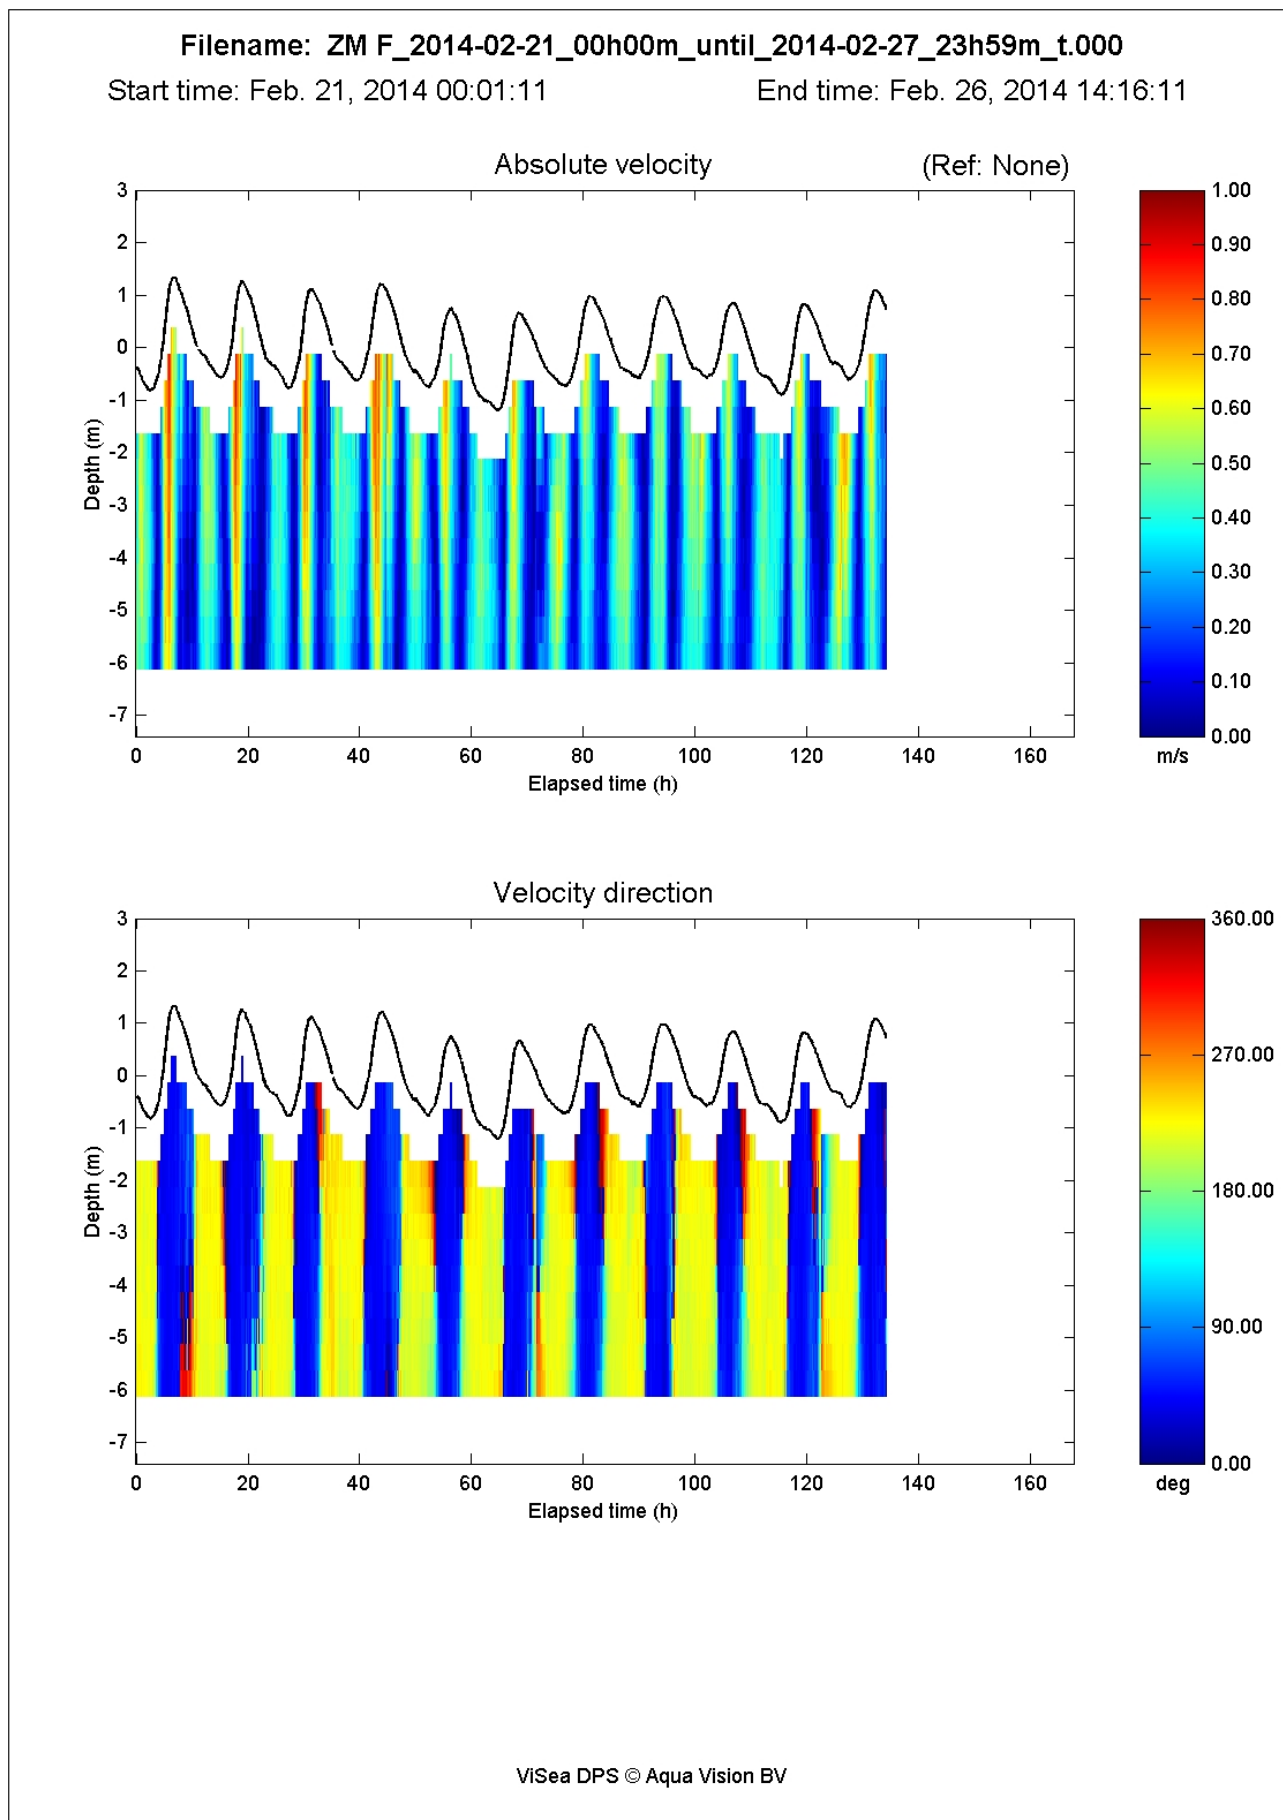 Filename:  ZM F_2014-02-21_00h00m_until_2014-02-27_23h59m_t.000
Start time: Feb. 21, 2014 00:01:11 End time: Feb. 26, 2014 14:16:11
Absolute velocity (Ref: None)
3
2
1
0
-1
-2
-3
-4
-5
-6
-7
Depth (m)
0 20 40 60 80 100 120 140 160
Elapsed time (h)
1.00
0.90
0.80
0.70
0.60
0.50
0.40
0.30
0.20
0.10
0.00
m/s
Velocity direction
3
2
1
0
-1
-2
-3
-4
-5
-6
-7
Depth (m)
0 20 40 60 80 100 120 140 160
Elapsed time (h)
360.00
270.00
180.00
90.00
0.00
deg
ViSea DPS © Aqua Vision BV